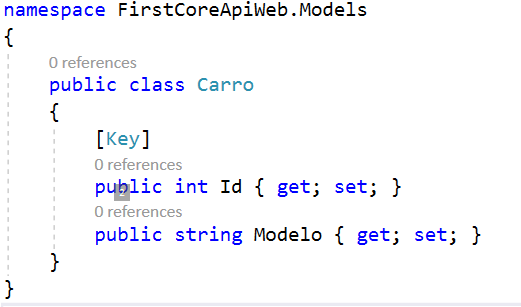 namespace FirstCoreApiWeb.Models
{
0 references
public class Carro
{
[Key]
0 references
public int Id { get; set; }
0 references
public string Modelo { get; set; }
}
}